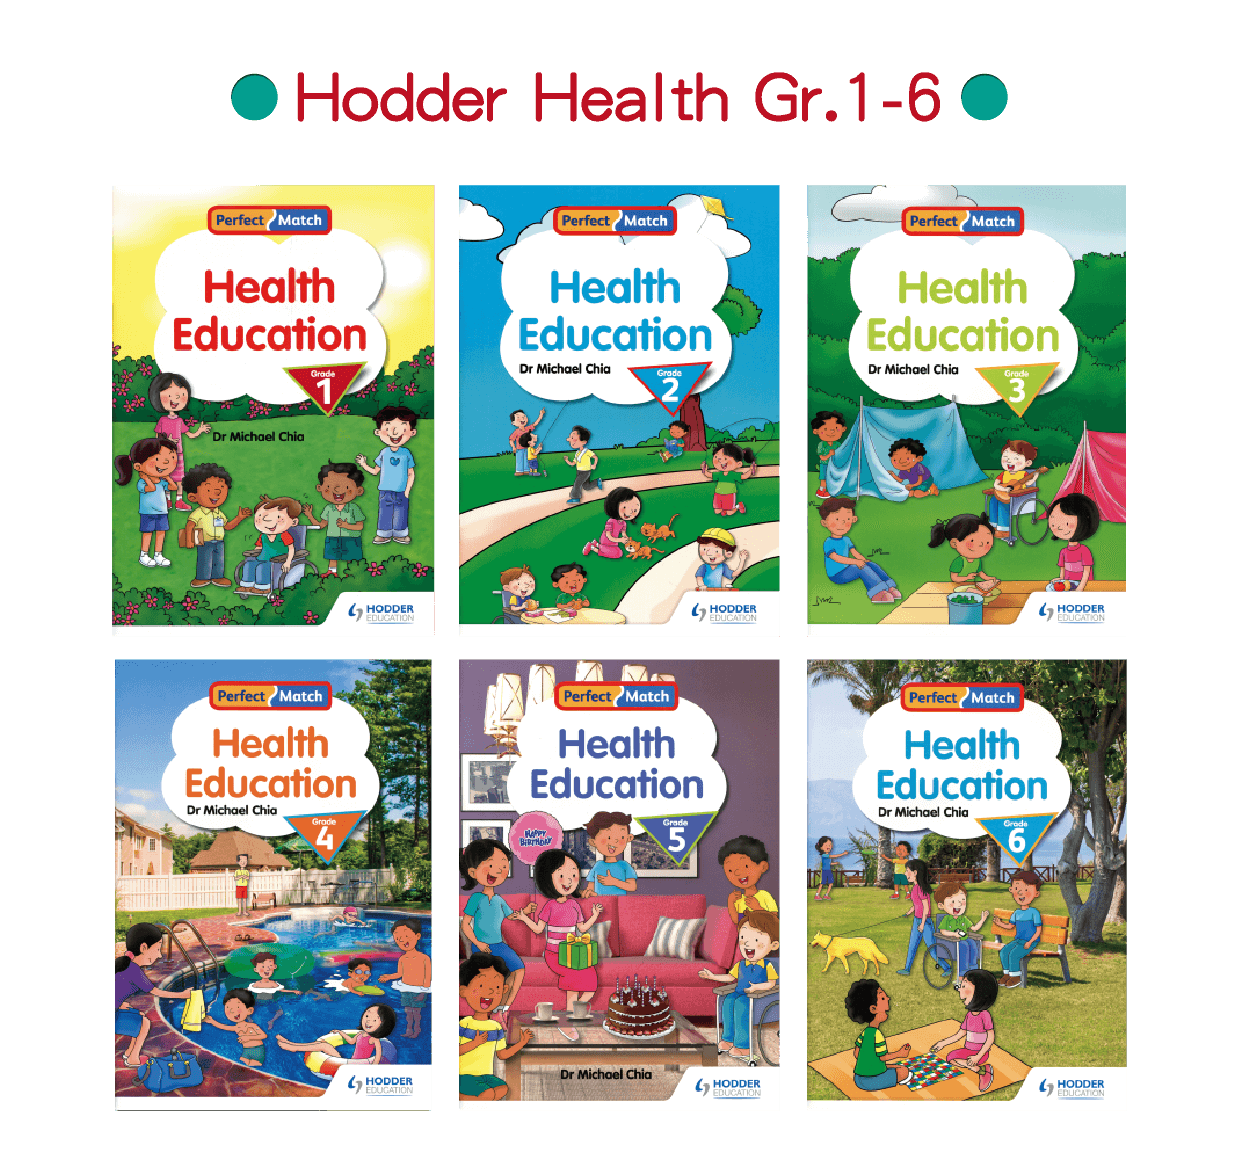 Hodder Health Gr.1-6
Perfect Match
Health
Education
Grade
1
Dr Michael Chia
HODDER
EDUCATION
Perfect Match
Health
Education
Dr Michael Chia
Grade
2
HODDER
EDUCATION
Perfect Match
Health
Education
Dr Michael Chia
Grade
3
HODDER
EDUCATION
Perfect Match
Health
Education
Dr Michael Chia
Grade
4
HODDER
EDUCATION
Perfect Match
Health
Education
Grade
5
HAPPY
BIRTHDAY
Dr Michael Chia
HODDER
EDUCATION
Perfect Match
Health
Education
Dr Michael Chia
Grade
6
HODDER
EDUCATION